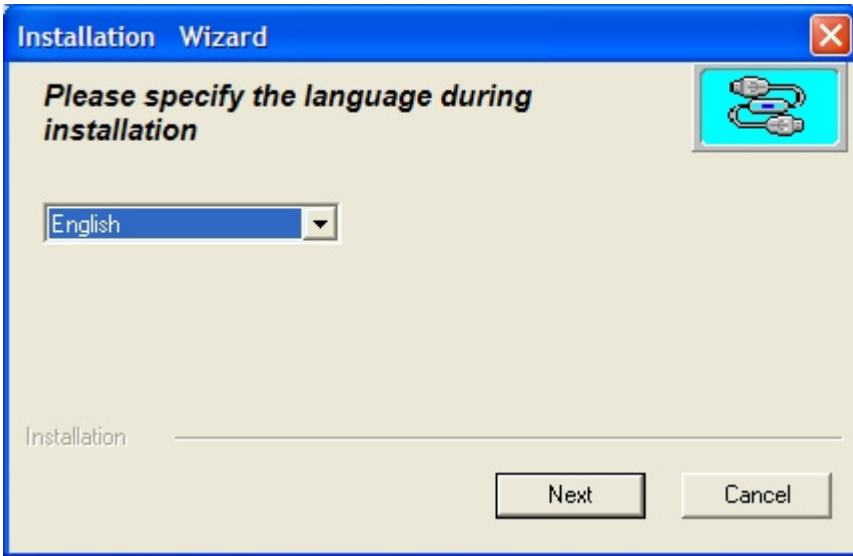 Installation Wizard
Please specify the language during
installation
English
Installation
Next
Cancel